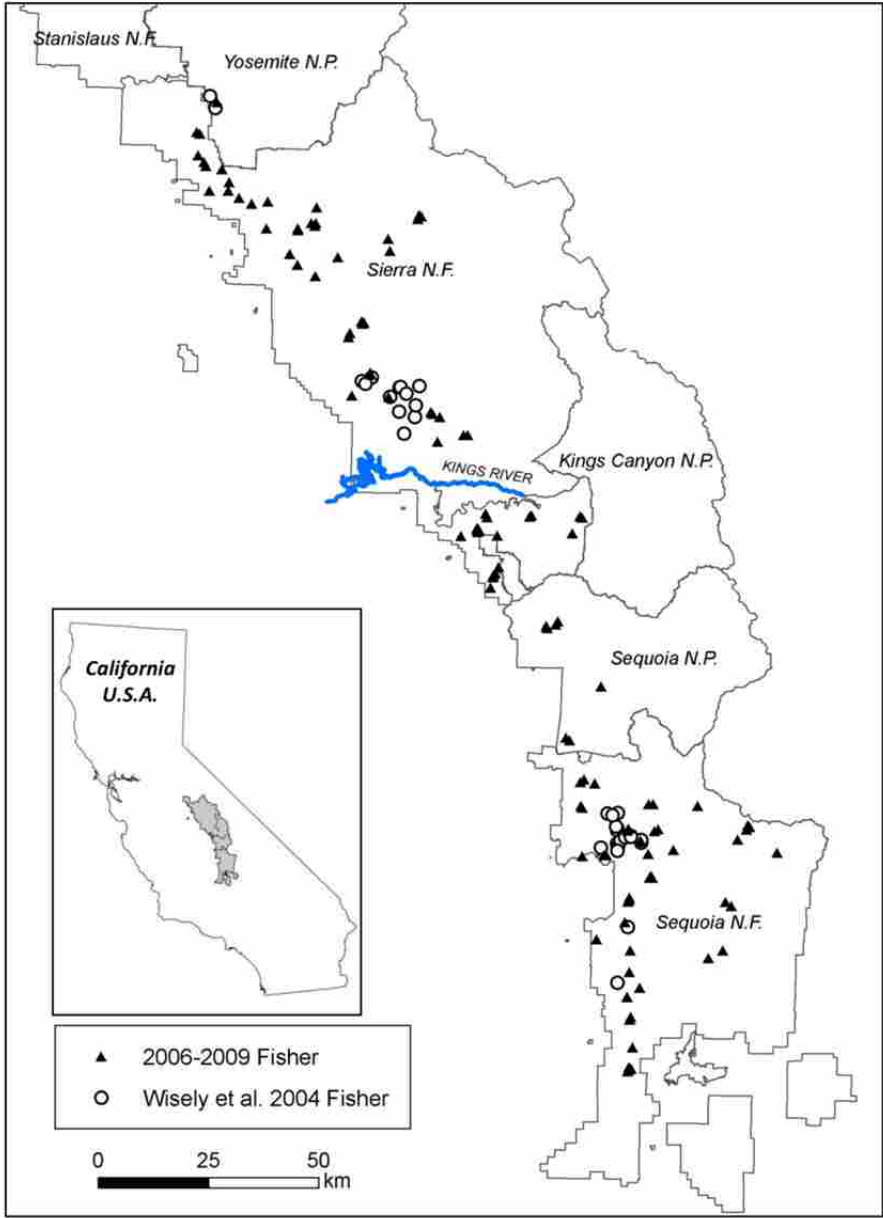 Stanislaus N.F.
Yosemite N.P.
Sierra N.F.
KINGS RIVER
Kings Canyon N.P.
Sequoia N.P.
California
U.S.A.
Sequoia N.F.
2006-2009 Fisher
Wisely et al. 2004 Fisher
0 25 50
km